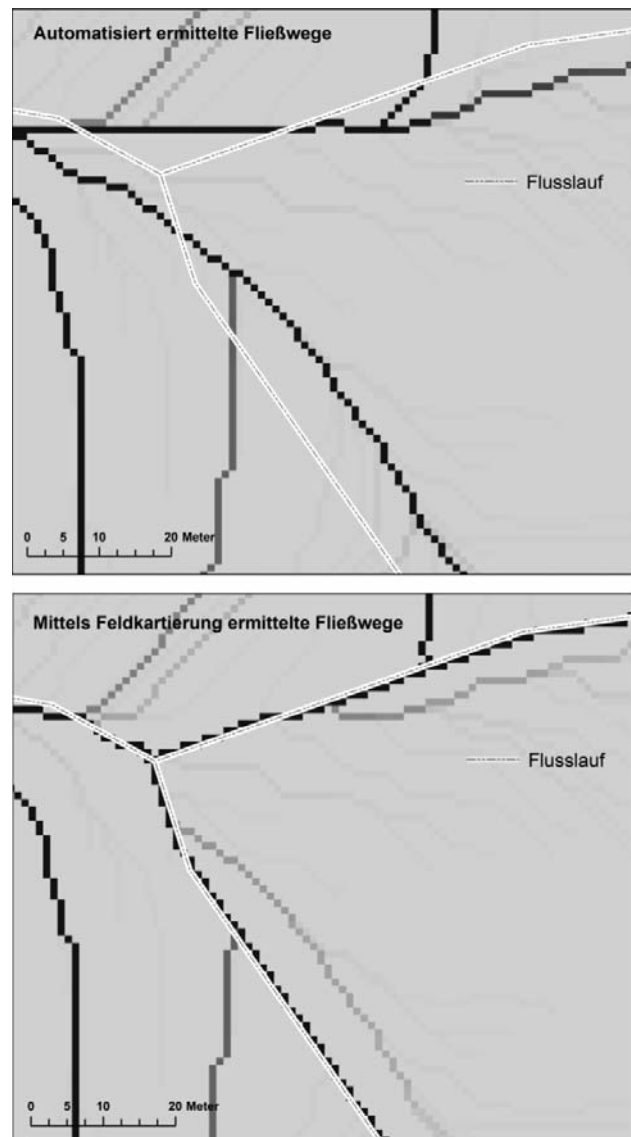 Automatisiert ermittelte Fließwege
Flusslauf
0 5 10 20 Meter
Mittels Feldkartierung ermittelte Fließwege
Flusslauf
0 5 10 20 Meter